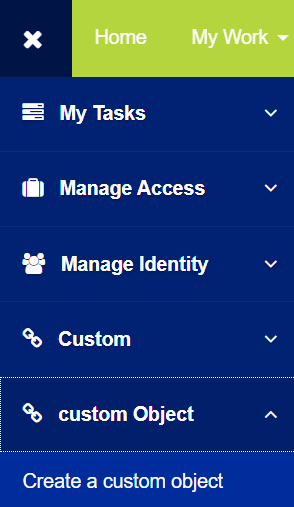 Home My Work
My Tasks
Manage Access
Manage Identity
Custom
custom Object
Create a custom object